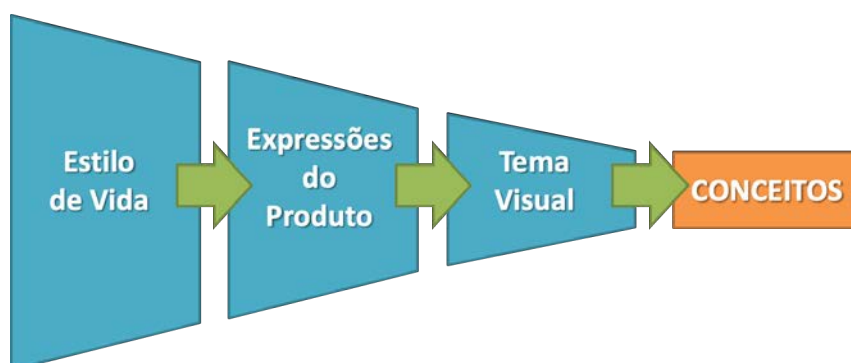 Estilo
de Vida
Expressões
do
Produto
Tema
Visual
CONCEITOS